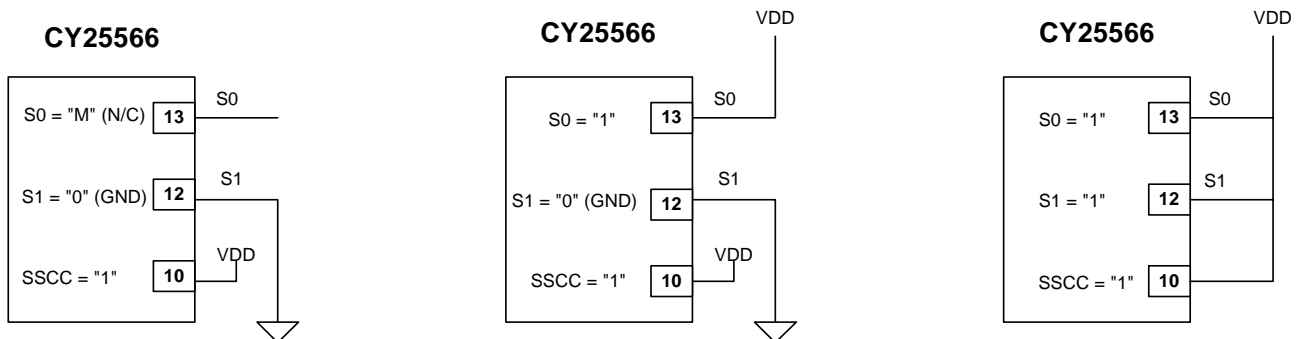 CY25566
S0 = "M" (N/C)
13
S0
S1 = "0" (GND)
12
S1
SSCC = "1"
10
VDD
CY25566
VDD
S0 = "1"
13
S0
S1 = "0" (GND)
12
S1
SSCC = "1"
10
VDD
CY25566
VDD
S0 = "1"
13
S0
S1 = "1"
12
S1
SSCC = "1"
10